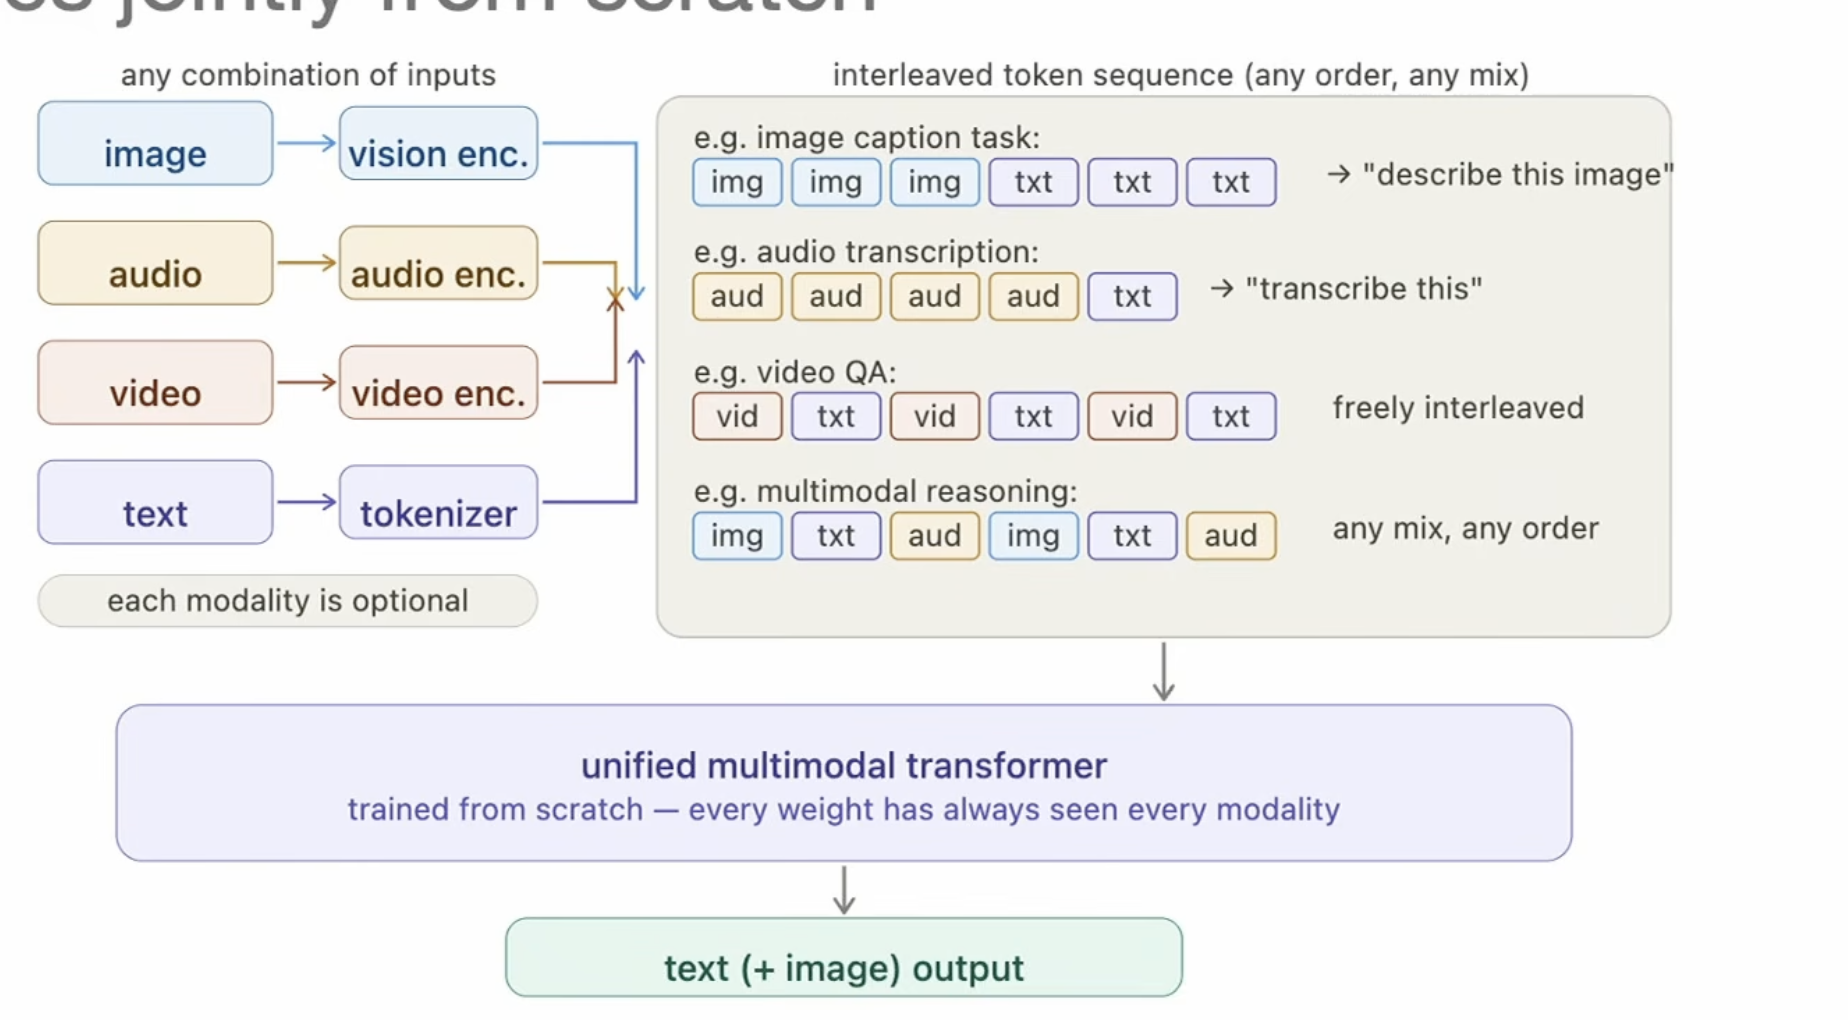 jointly from scratch
any combination of inputs
image
vision enc.
audio
audio enc.
video
video enc.
text
tokenizer
each modality is optional
interleaved token sequence (any order, any mix)
e.g. image caption task:
img img img txt txt txt → "describe this image"
e.g. audio transcription:
aud aud aud aud txt → "transcribe this"
e.g. video QA:
vid txt vid txt vid txt freely interleaved
e.g. multimodal reasoning:
img txt aud img txt aud any mix, any order
unified multimodal transformer
trained from scratch — every weight has always seen every modality
text (+ image) output